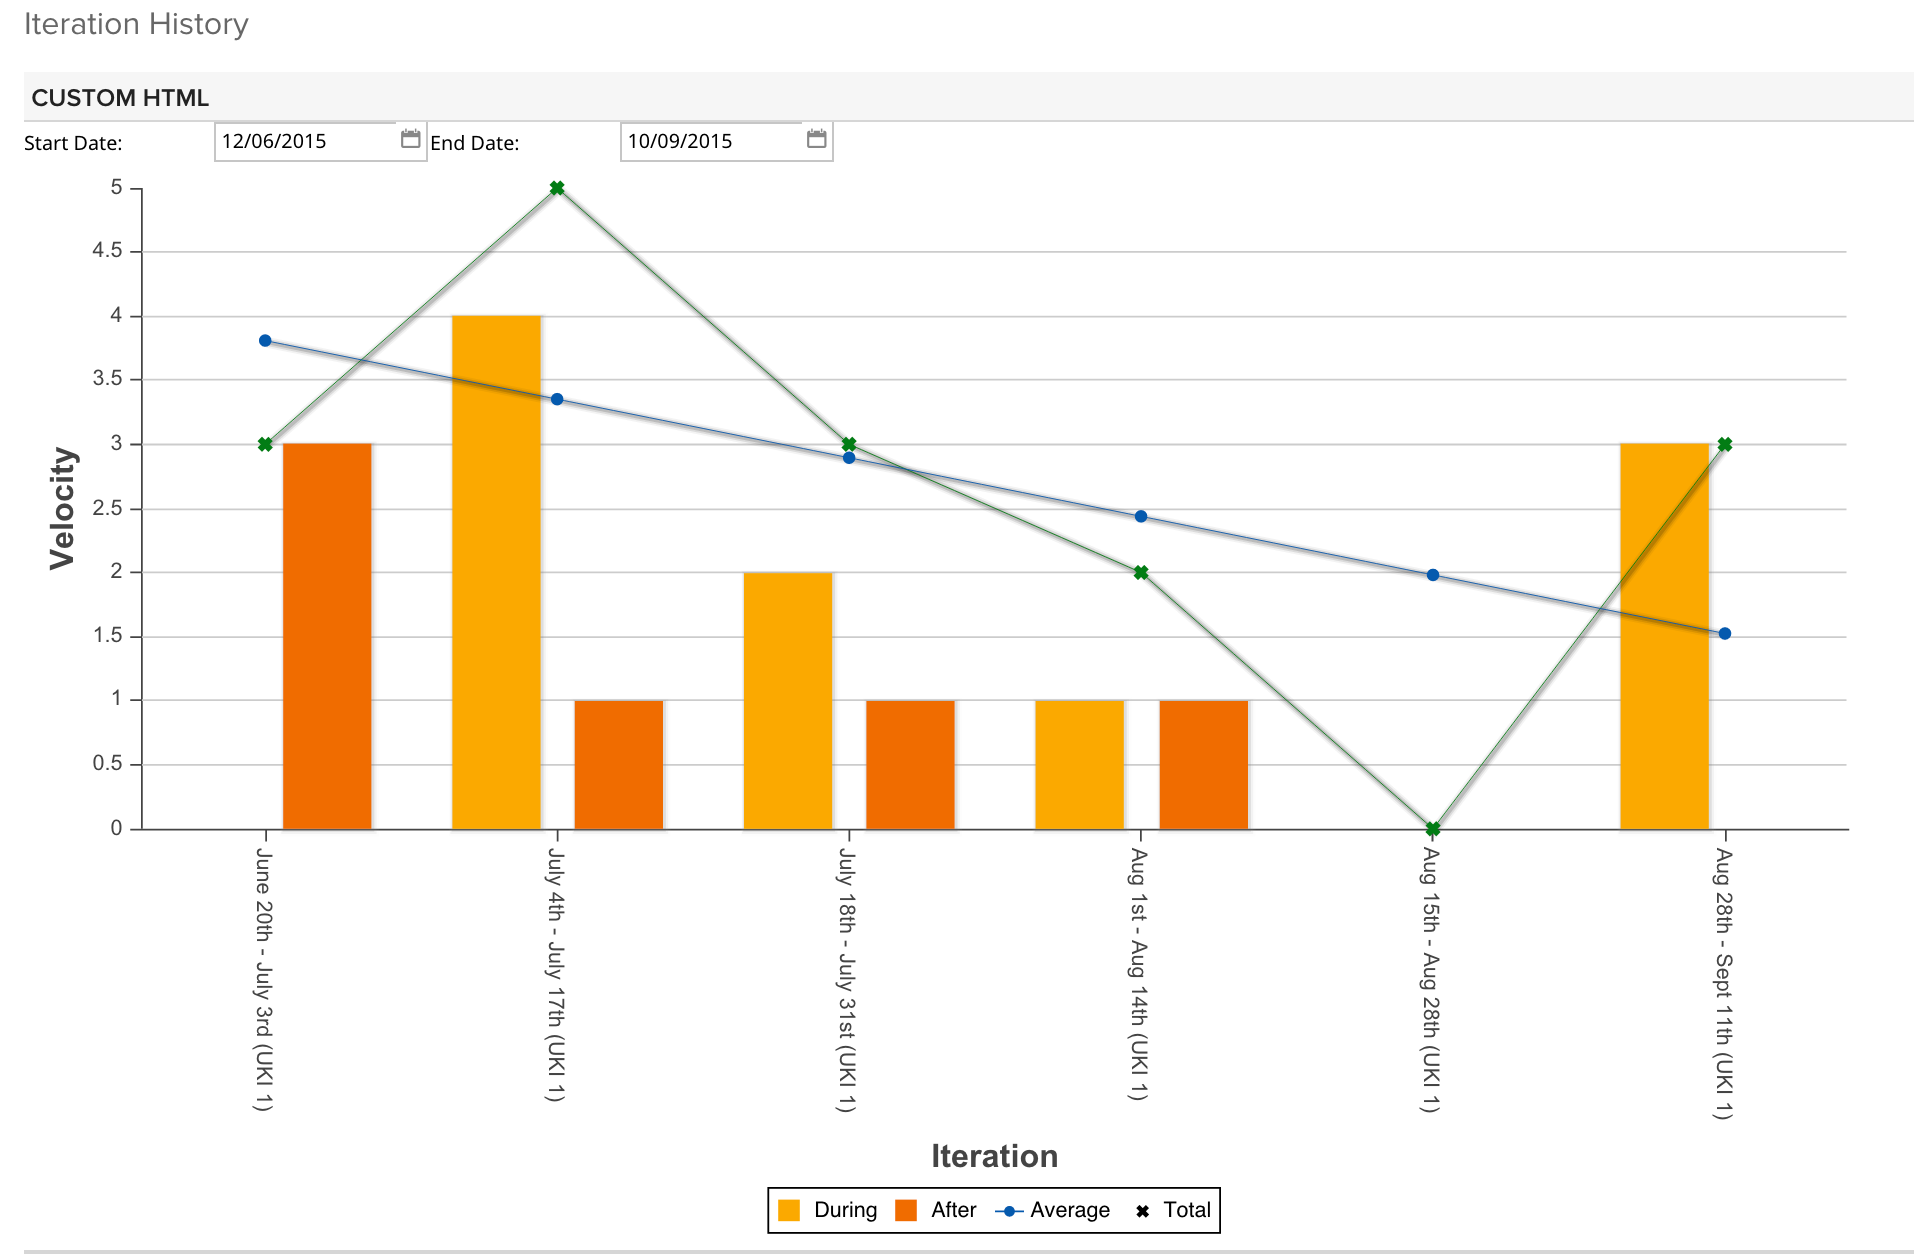 Iteration History
CUSTOM HTML
Start Date: 12/06/2015 End Date: 10/09/2015
5
4.5
4
3.5
3
2.5
2
1.5
1
0.5
0
Velocity
June 20th - July 3rd (UKI 1)
July 4th - July 17th (UKI 1)
July 18th - July 31st (UKI 1)
Aug 1st - Aug 14th (UKI 1)
Aug 15th - Aug 28th (UKI 1)
Aug 28th - Sept 11th (UKI 1)
Iteration
During After Average Total